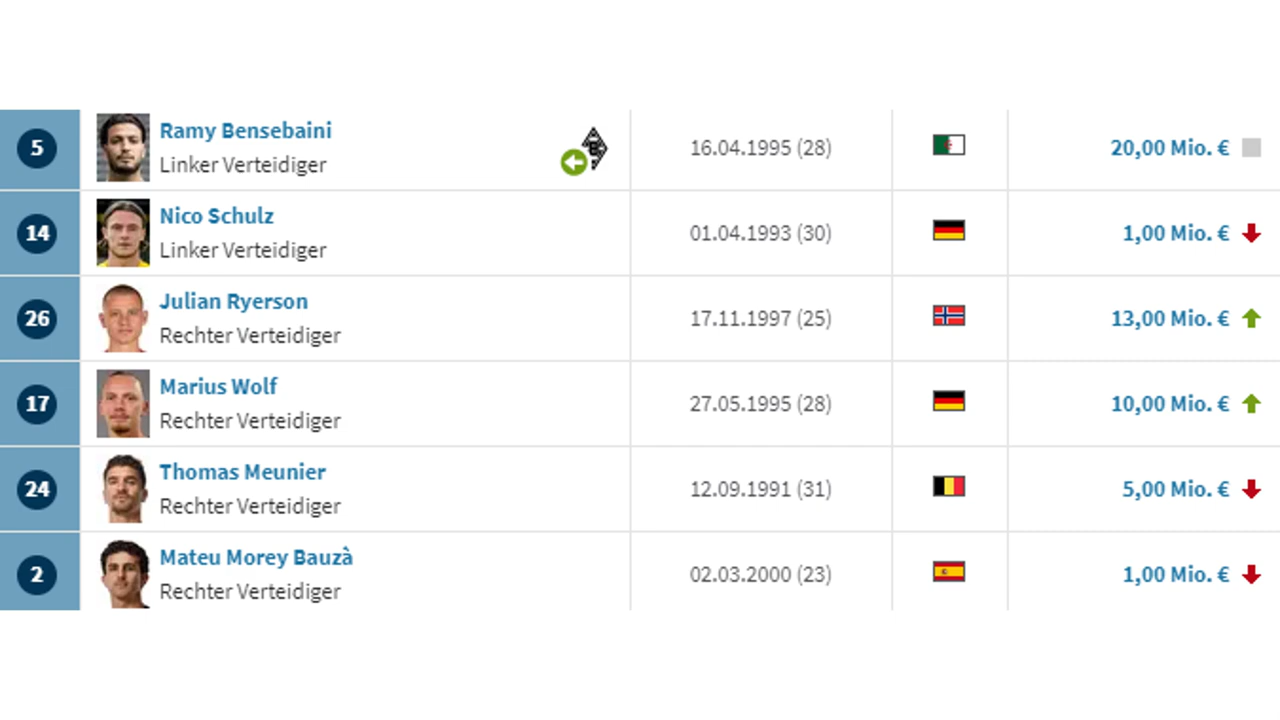 5 Ramy Bensebaini 16.04.1995 (28) 20,00 Mio. €
Linker Verteidiger
14 Nico Schulz 01.04.1993 (30) 1,00 Mio. €
Linker Verteidiger
26 Julian Ryerson 17.11.1997 (25) 13,00 Mio. €
Rechter Verteidiger
17 Marius Wolf 27.05.1995 (28) 10,00 Mio. €
Rechter Verteidiger
24 Thomas Meunier 12.09.1991 (31) 5,00 Mio. €
Rechter Verteidiger
2 Mateu Morey Bauzà 02.03.2000 (23) 1,00 Mio. €
Rechter Verteidiger